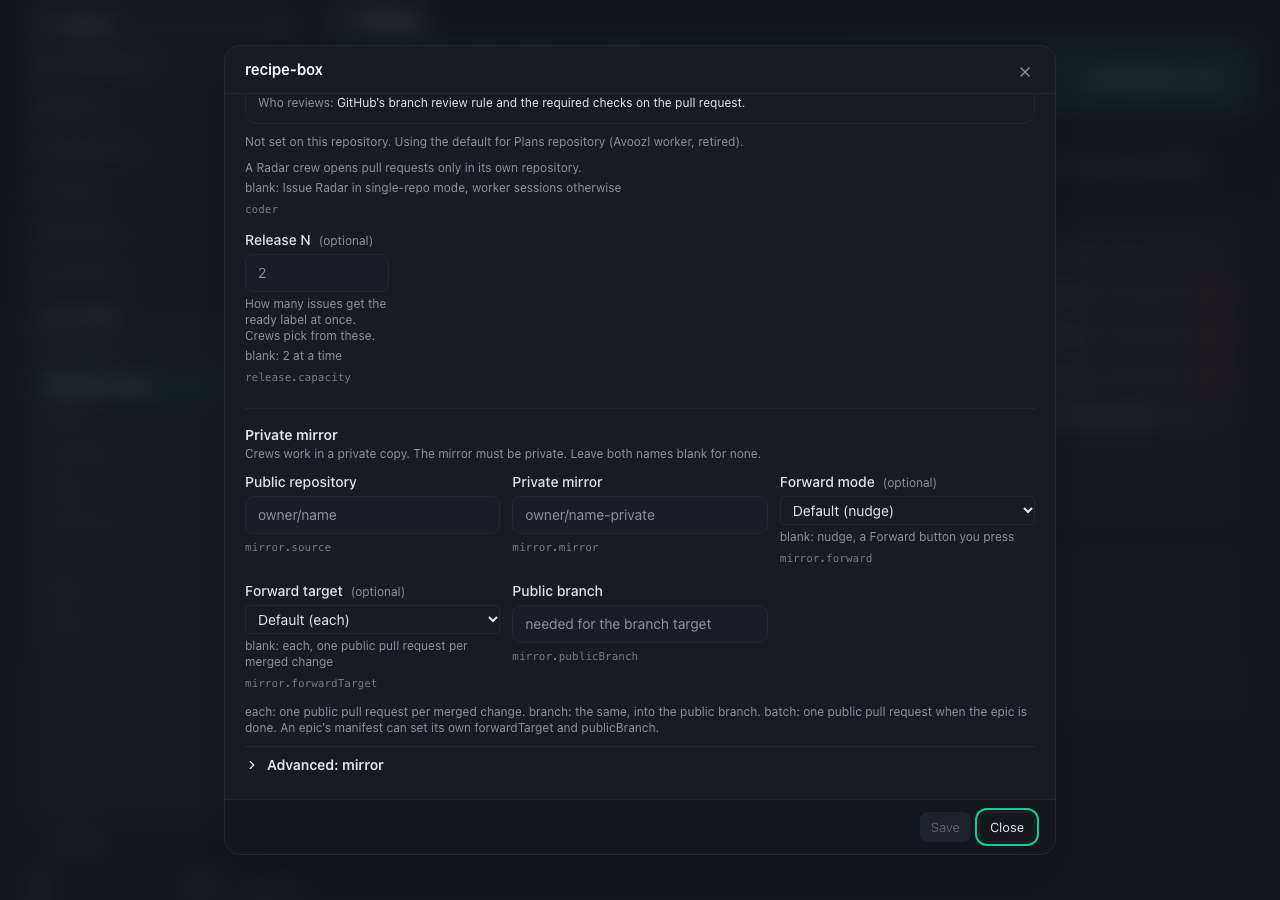 recipe-box
Who reviews: GitHub's branch review rule and the required checks on the pull request.
Not set on this repository. Using the default for Plans repository (Avoozl worker, retired).
A Radar crew opens pull requests only in its own repository.
blank: Issue Radar in single-repo mode, worker sessions otherwise
coder
Release N (optional)
2
How many issues get the
ready label at once.
Crews pick from these.
blank: 2 at a time
release.capacity
Private mirror
Crews work in a private copy. The mirror must be private. Leave both names blank for none.
Public repository
owner/name
mirror.source
Private mirror
owner/name-private
mirror.mirror
Forward mode (optional)
Default (nudge)
blank: nudge, a Forward button you press
mirror.forward
Forward target (optional)
Default (each)
blank: each, one public pull request per
merged change
mirror.forwardTarget
Public branch
needed for the branch target
mirror.publicBranch
each: one public pull request per merged change. branch: the same, into the public branch. batch: one public pull request when the epic is
done. An epic's manifest can set its own forwardTarget and publicBranch.
Advanced: mirror
Save
Close